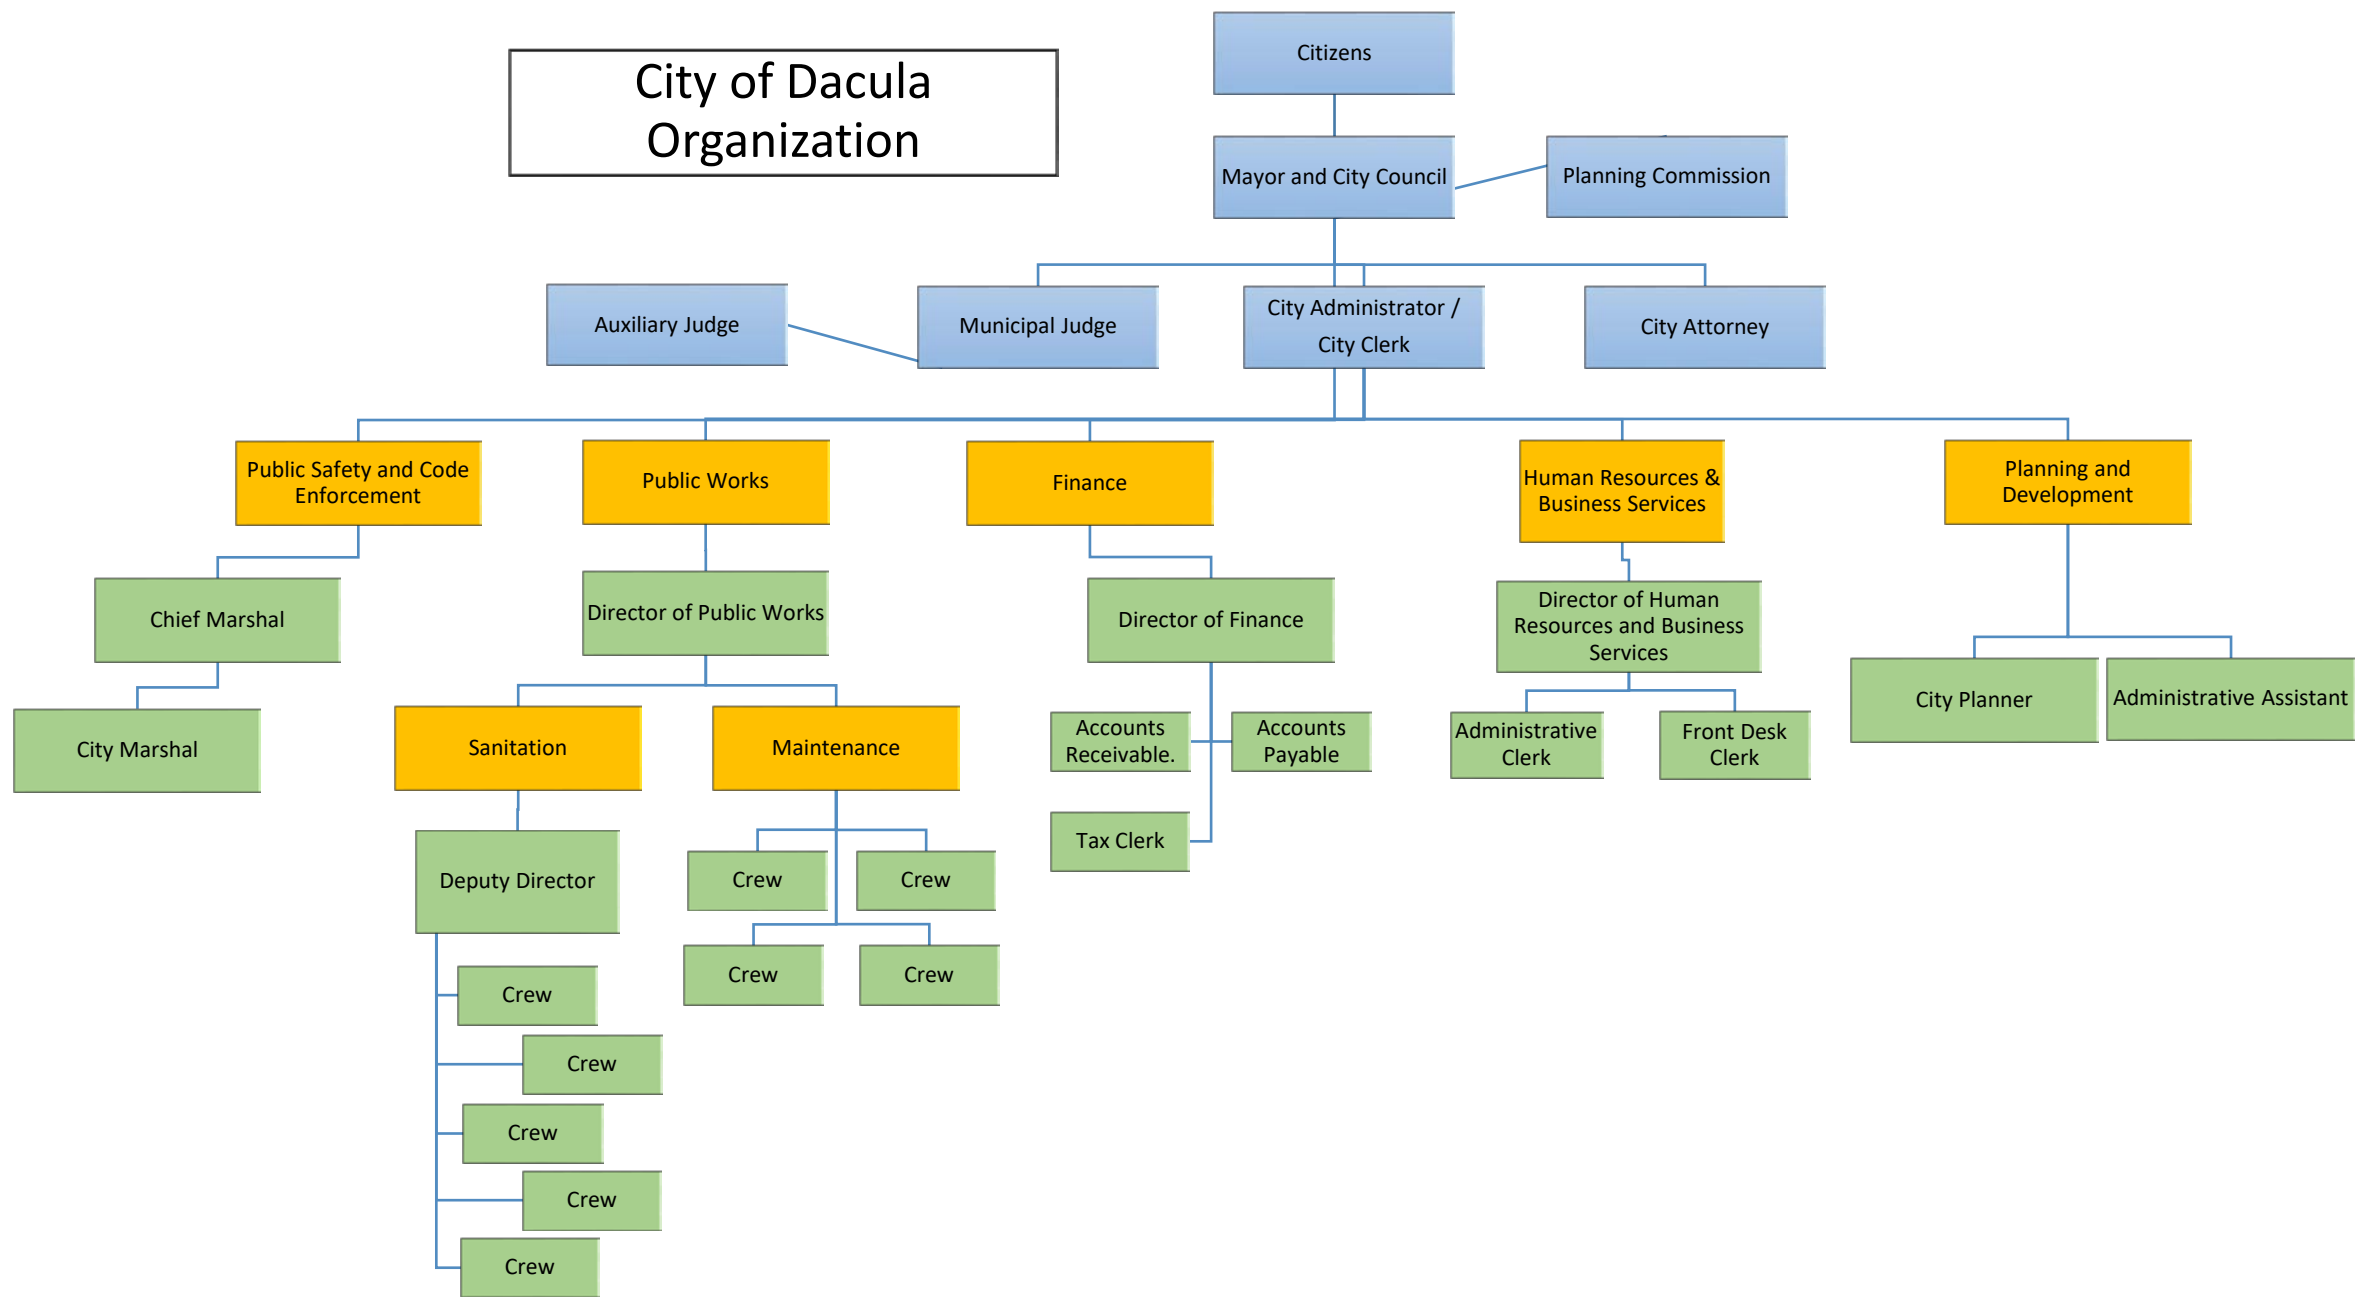 City of Dacula
Organization
Citizens
Mayor and City Council
Planning Commission
Auxiliary Judge
Municipal Judge
City Administrator /
City Clerk
City Attorney
Public Safety and Code
Enforcement
Public Works
Finance
Human Resources &
Business Services
Planning and
Development
Chief Marshal
Director of Public Works
Director of Finance
Director of Human
Resources and Business
Services
City Marshal
Sanitation
Maintenance
Accounts
Receivable.
Accounts
Payable
Administrative
Clerk
Front Desk
Clerk
City Planner
Administrative Assistant
Tax Clerk
Deputy Director
Crew
Crew
Crew
Crew
Crew
Crew
Crew
Crew
Crew